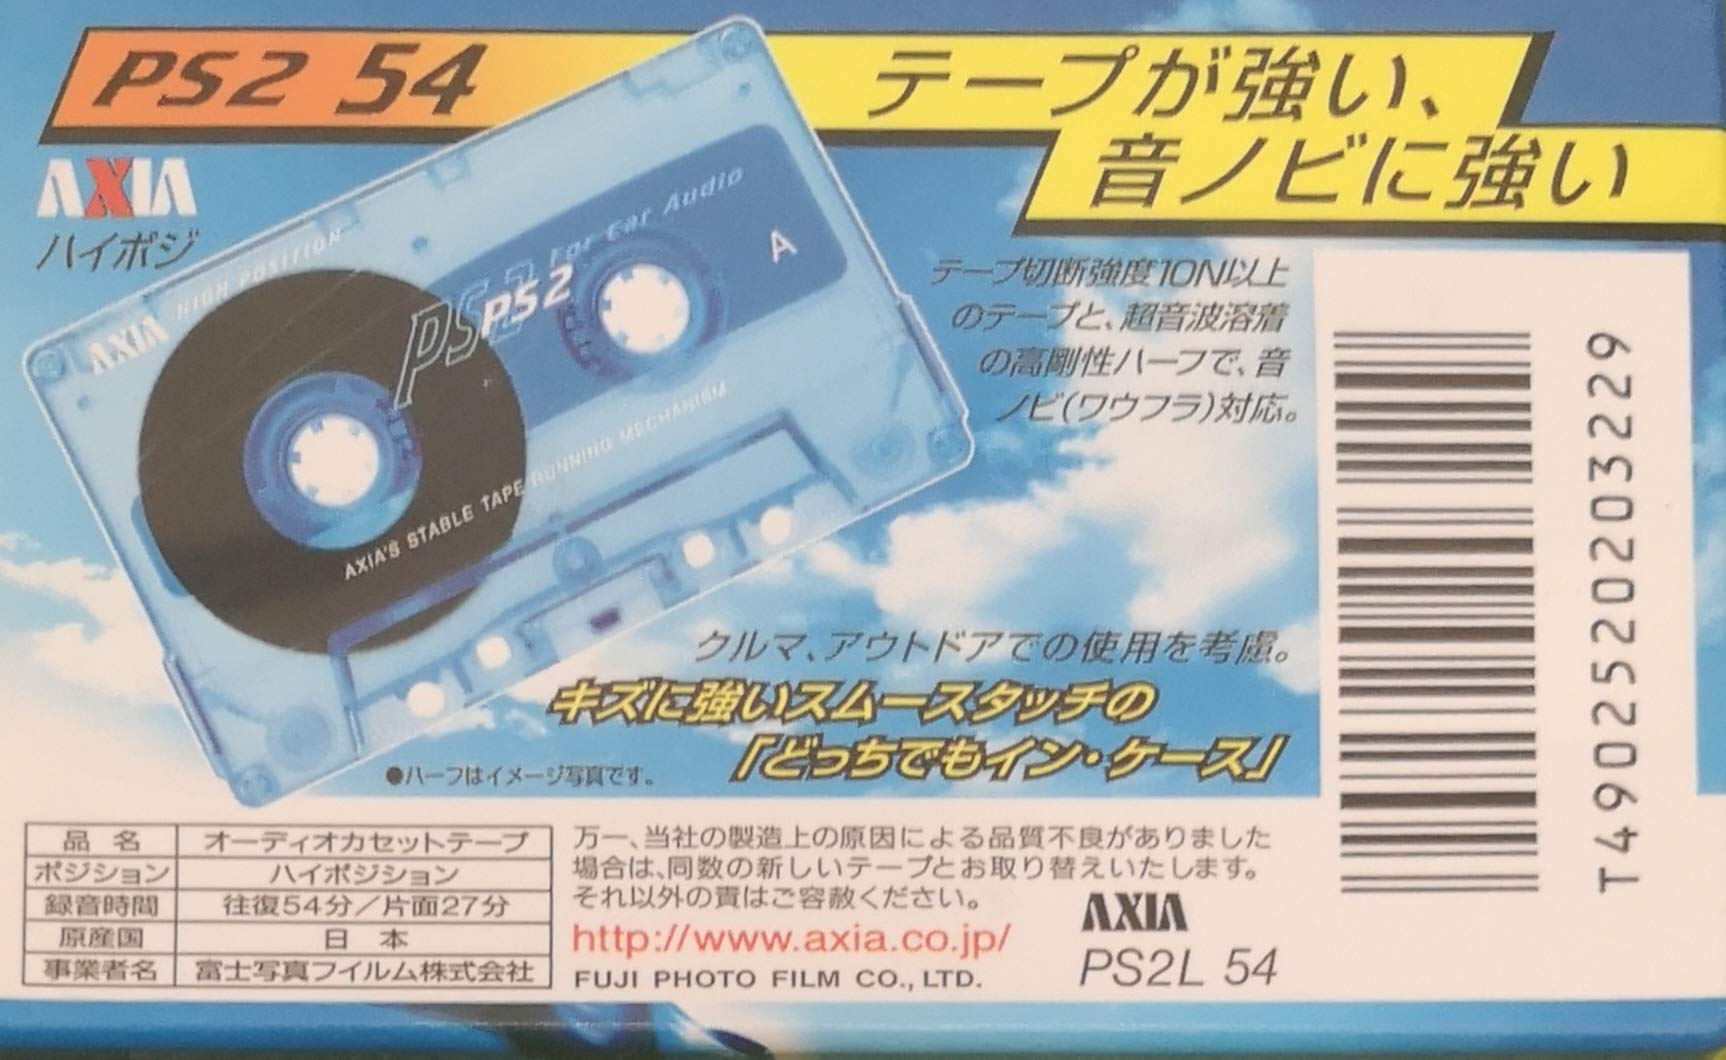 PS2 54
テープが強い、
音ノビに強い
AXIA
ハイポジ
AXIA HIGH POSITION
PS2 For Car Audio
PS2
A
AXIA'S STABLE TAPE RUNNING MECHANISM
テープ切断強度10N以上
のテープと、超音波溶着
の高剛性ハーフで、音
ノビ(ワウフラ)対応。
クルマ、アウトドアでの使用を考慮。
キズに強いスムースタッチの
「どっちでもイン・ケース」
●ハーフはイメージ写真です。
T4902520203229
品名 オーディオカセットテープ
ポジション ハイポジション
録音時間 往復54分/片面27分
原産国 日本
事業者名 富士写真フイルム株式会社
万一、当社の製造上の原因による品質不良がありました
場合は、同数の新しいテープとお取り替えいたします。
それ以外の責はご容赦ください。
http://www.axia.co.jp/
FUJI PHOTO FILM CO., LTD.
AXIA
PS2L 54